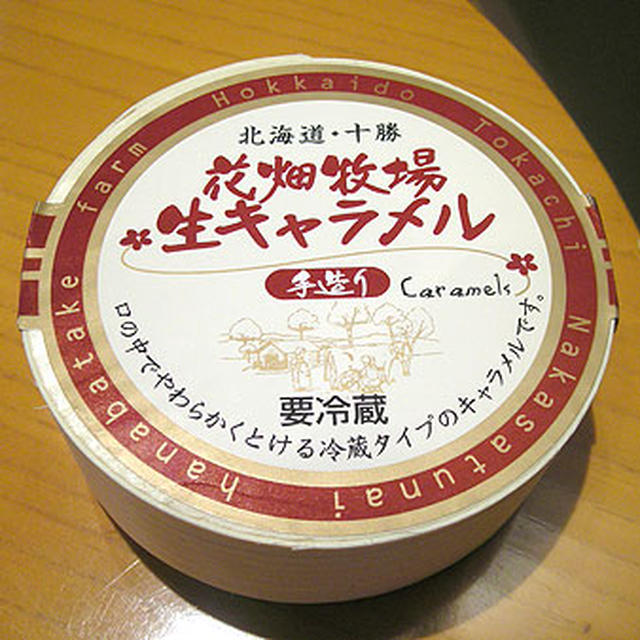 北海道・十勝
花畑牧場
生キャラメル
手造り Caramels
要冷蔵
口の中でやわらかくとける冷蔵タイプのキャラメルです。
hanabatake farm Hokkaido Tokachi Nakasatunai